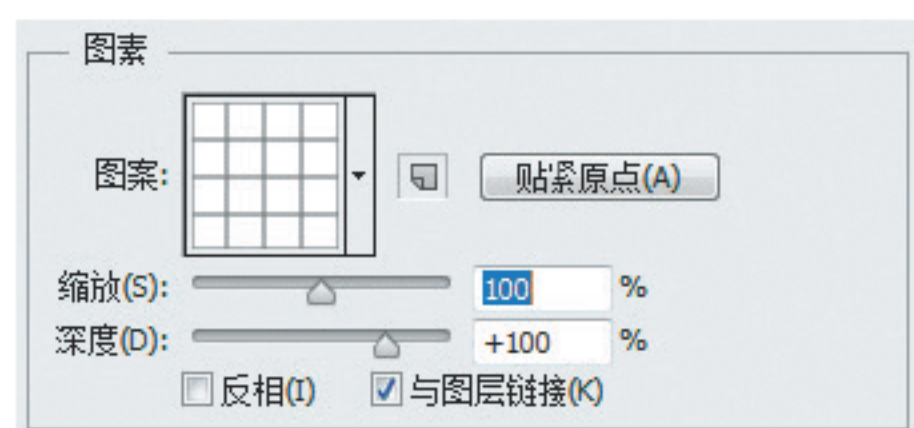 图素
图案: 贴紧原点(A)
缩放(S): 100 %
深度(D): +100 %
反相(I) 与图层链接(K)